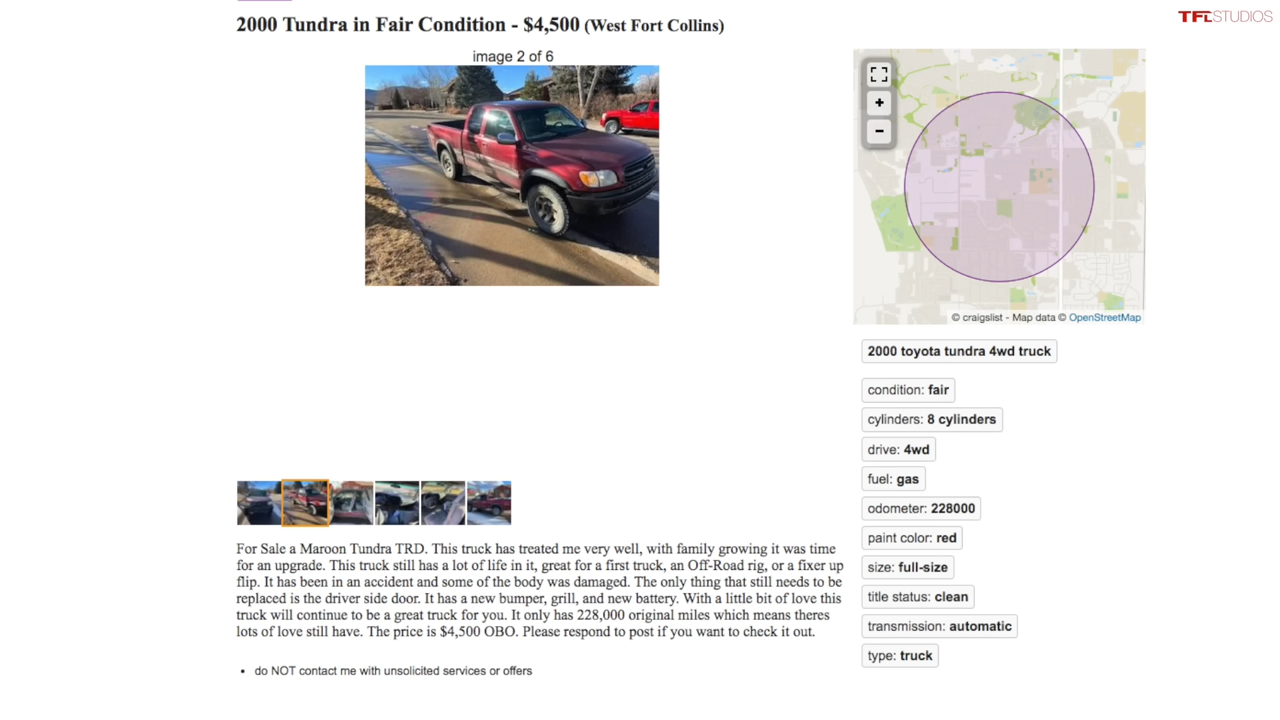 TFLSTUDIOS
2000 Tundra in Fair Condition - $4,500 (West Fort Collins)
image 2 of 6
+
−
© craigslist - Map data © OpenStreetMap
2000 toyota tundra 4wd truck
condition: fair
cylinders: 8 cylinders
drive: 4wd
fuel: gas
odometer: 228000
paint color: red
size: full-size
title status: clean
transmission: automatic
type: truck
For Sale a Maroon Tundra TRD. This truck has treated me very well, with family growing it was time
for an upgrade. This truck still has a lot of life in it, great for a first truck, an Off-Road rig, or a fixer up
flip. It has been in an accident and some of the body was damaged. The only thing that still needs to be
replaced is the driver side door. It has a new bumper, grill, and new battery. With a little bit of love this
truck will continue to be a great truck for you. It only has 228,000 original miles which means theres
lots of love still have. The price is $4,500 OBO. Please respond to post if you want to check it out.
• do NOT contact me with unsolicited services or offers